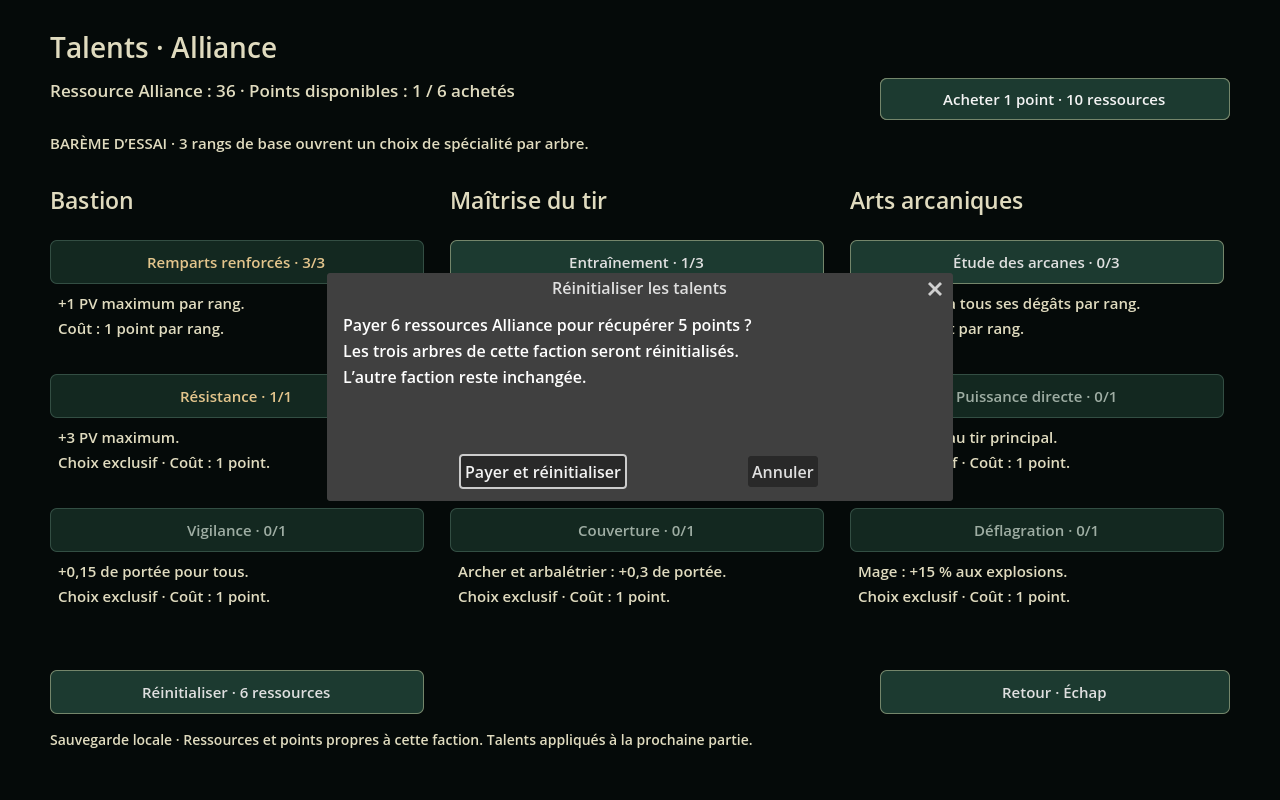 Talents · Alliance
Ressource Alliance : 36 · Points disponibles : 1 / 6 achetés
Acheter 1 point · 10 ressources
BARÈME D’ESSAI · 3 rangs de base ouvrent un choix de spécialité par arbre.
Bastion
Maîtrise du tir
Arts arcaniques
Remparts renforcés · 3/3
Entraînement · 1/3
Étude des arcanes · 0/3
+1 PV maximum par rang.
Coût : 1 point par rang.
tous ses dégâts par rang.
par rang.
Réinitialiser les talents
Payer 6 ressources Alliance pour récupérer 5 points ?
Les trois arbres de cette faction seront réinitialisés.
L’autre faction reste inchangée.
Payer et réinitialiser
Annuler
Résistance · 1/1
Puissance directe · 0/1
+3 PV maximum.
Choix exclusif · Coût : 1 point.
tir principal.
· Coût : 1 point.
Vigilance · 0/1
Couverture · 0/1
Déflagration · 0/1
+0,15 de portée pour tous.
Choix exclusif · Coût : 1 point.
Archer et arbalétrier : +0,3 de portée.
Choix exclusif · Coût : 1 point.
Mage : +15 % aux explosions.
Choix exclusif · Coût : 1 point.
Réinitialiser · 6 ressources
Retour · Échap
Sauvegarde locale · Ressources et points propres à cette faction. Talents appliqués à la prochaine partie.